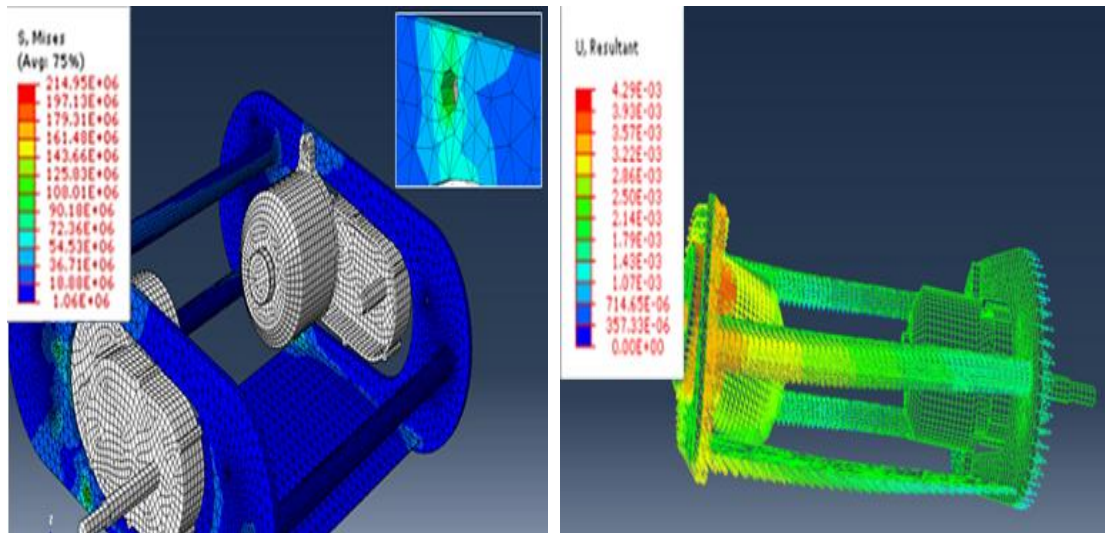 S, Mises
(Avg: 75%)
214.95E+06
197.13E+06
179.31E+06
161.48E+06
143.66E+06
125.83E+06
108.01E+06
90.18E+06
72.36E+06
54.53E+06
36.71E+06
18.88E+06
1.06E+06
U, Resultant
4.29E-03
3.93E-03
3.57E-03
3.22E-03
2.86E-03
2.50E-03
2.14E-03
1.79E-03
1.43E-03
1.07E-03
714.65E-06
357.33E-06
0.00E+00